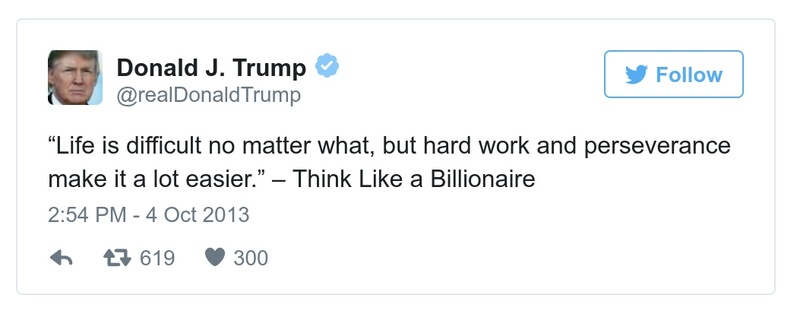 Donald J. Trump
@realDonaldTrump
Follow
“Life is difficult no matter what, but hard work and perseverance
make it a lot easier.” – Think Like a Billionaire
2:54 PM - 4 Oct 2013
619 300